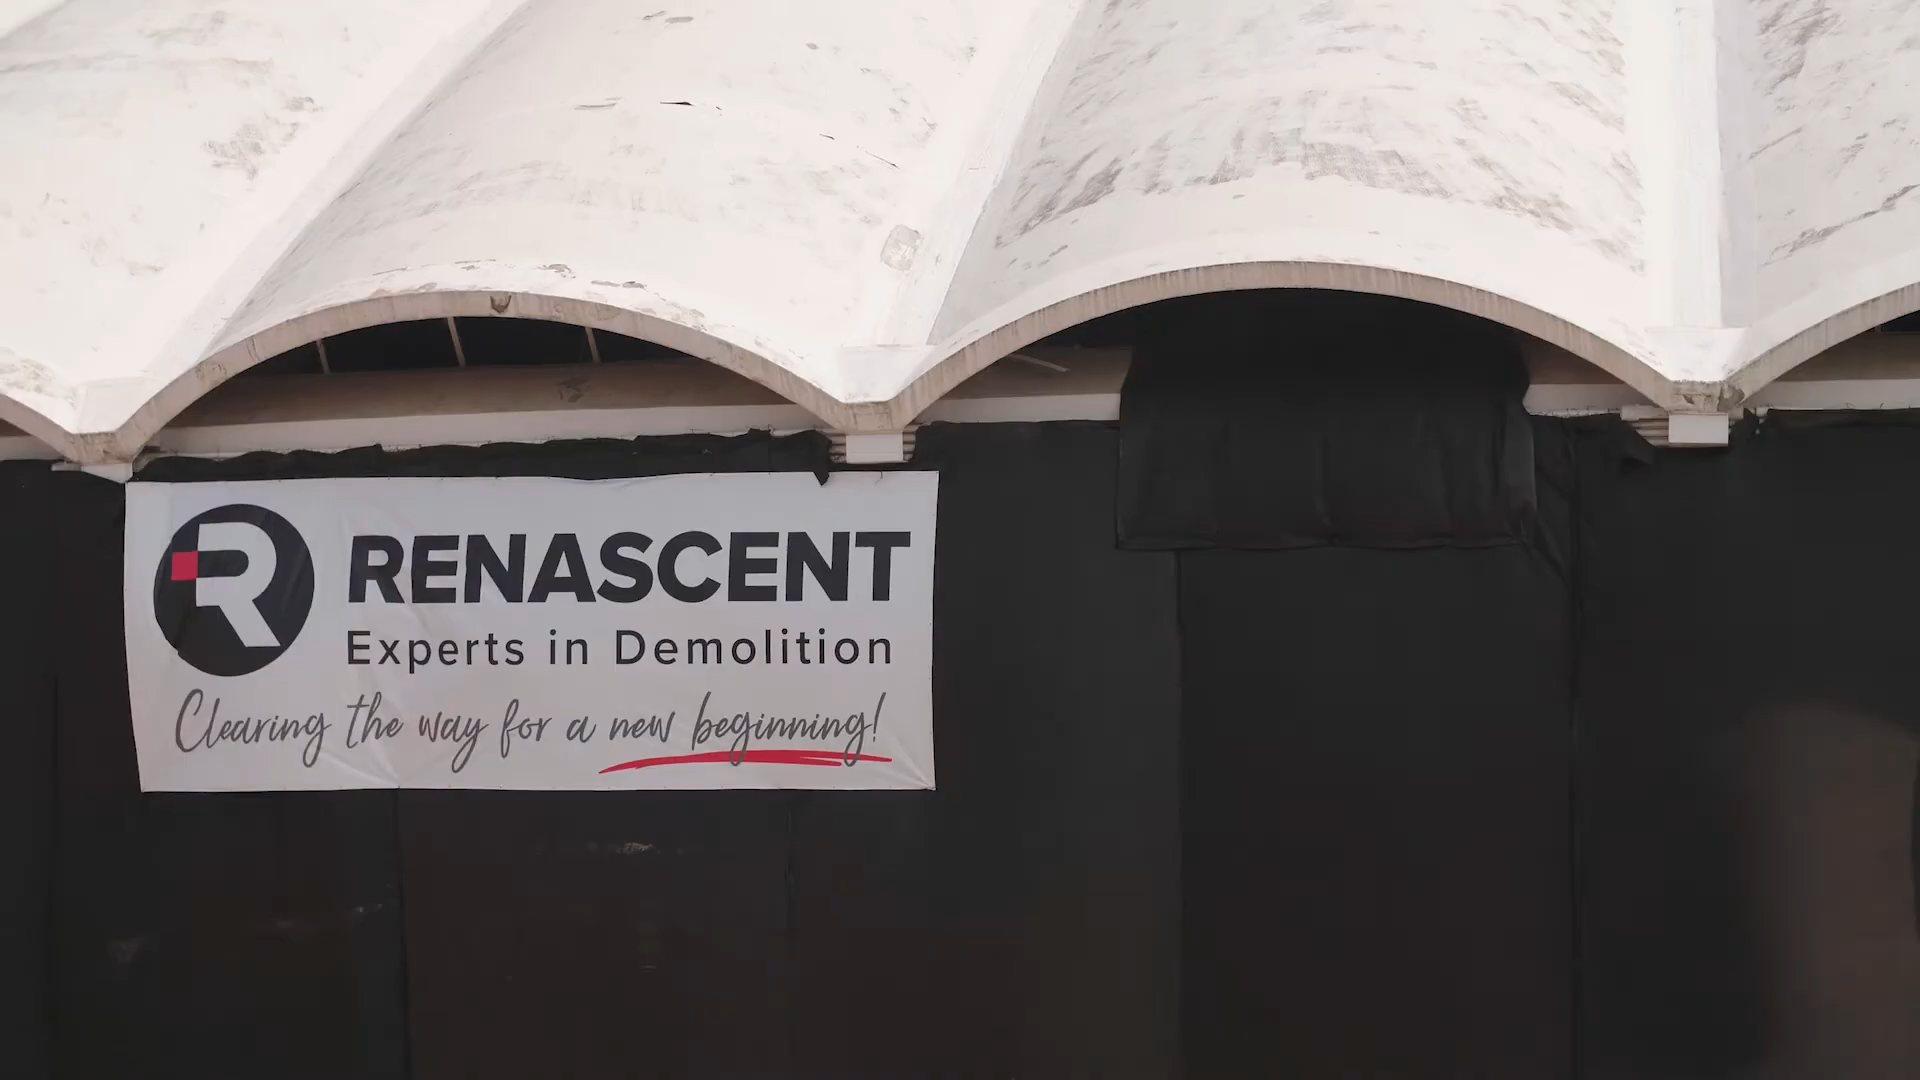 R
RENASCENT
Experts in Demolition
Clearing the way for a new beginning!